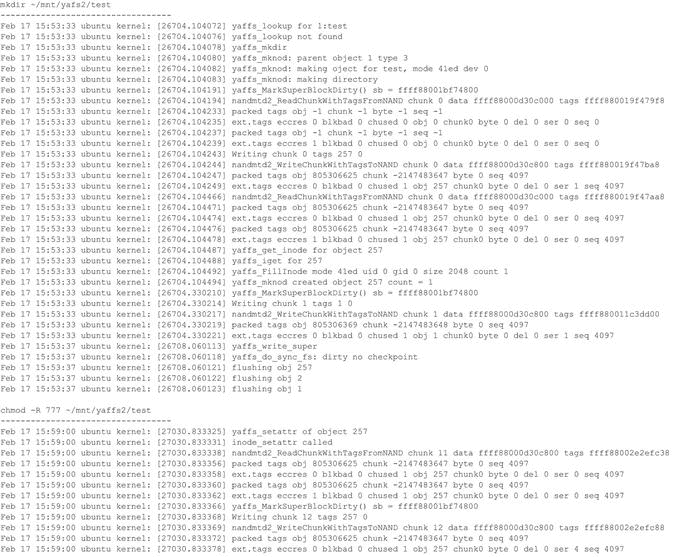 mkdir ~/mnt/yafs2/test
--------------------------------
Feb 17 15:53:33 ubuntu kernel: [26704.104072] yaffs_lookup for 1:test
Feb 17 15:53:33 ubuntu kernel: [26704.104076] yaffs_lookup not found
Feb 17 15:53:33 ubuntu kernel: [26704.104078] yaffs_mkdir
Feb 17 15:53:33 ubuntu kernel: [26704.104080] yaffs_mknod: parent object 1 type 3
Feb 17 15:53:33 ubuntu kernel: [26704.104082] yaffs_mknod: making oject for test, mode 41ed dev 0
Feb 17 15:53:33 ubuntu kernel: [26704.104083] yaffs_mknod: making directory
Feb 17 15:53:33 ubuntu kernel: [26704.104191] yaffs_MarkSuperBlockDirty() sb = ffff88001bf74800
Feb 17 15:53:33 ubuntu kernel: [26704.104194] nandmtd2_ReadChunkWithTagsFromNAND chunk 0 data ffff88000d30c000 tags ffff880019f479f8
Feb 17 15:53:33 ubuntu kernel: [26704.104233] packed tags obj -1 chunk -1 byte -1 seq -1
Feb 17 15:53:33 ubuntu kernel: [26704.104235] ext.tags eccres 0 blkbad 0 chused 0 obj 0 chunk0 byte 0 del 0 ser 0 seq 0
Feb 17 15:53:33 ubuntu kernel: [26704.104237] packed tags obj -1 chunk -1 byte -1 seq -1
Feb 17 15:53:33 ubuntu kernel: [26704.104239] ext.tags eccres 1 blkbad 0 chused 0 obj 0 chunk0 byte 0 del 0 ser 0 seq 0
Feb 17 15:53:33 ubuntu kernel: [26704.104243] Writing chunk 0 tags 257 0
Feb 17 15:53:33 ubuntu kernel: [26704.104244] nandmtd2_WriteChunkWithTagsToNAND chunk 0 data ffff88000d30c800 tags ffff880019f47ba8
Feb 17 15:53:33 ubuntu kernel: [26704.104247] packed tags obj 805306625 chunk -2147483647 byte 0 seq 4097
Feb 17 15:53:33 ubuntu kernel: [26704.104249] ext.tags eccres 0 blkbad 0 chused 1 obj 257 chunk0 byte 0 del 0 ser 1 seq 4097
Feb 17 15:53:33 ubuntu kernel: [26704.104466] nandmtd2_ReadChunkWithTagsFromNAND chunk 0 data ffff88000d30c800 tags ffff880019f47aa8
Feb 17 15:53:33 ubuntu kernel: [26704.104471] packed tags obj 805306625 chunk -2147483647 byte 0 seq 4097
Feb 17 15:53:33 ubuntu kernel: [26704.104474] ext.tags eccres 0 blkbad 0 chused 1 obj 257 chunk0 byte 0 del 0 ser 0 seq 4097
Feb 17 15:53:33 ubuntu kernel: [26704.104476] packed tags obj 805306625 chunk -2147483647 byte 0 seq 4097
Feb 17 15:53:33 ubuntu kernel: [26704.104478] ext.tags eccres 1 blkbad 0 chused 1 obj 257 chunk0 byte 0 del 0 ser 0 seq 4097
Feb 17 15:53:33 ubuntu kernel: [26704.104487] yaffs_get_inode for object 257
Feb 17 15:53:33 ubuntu kernel: [26704.104488] yaffs_iget for 257
Feb 17 15:53:33 ubuntu kernel: [26704.104492] yaffs_FillInode mode 41ed uid 0 gid 0 size 2048 count 1
Feb 17 15:53:33 ubuntu kernel: [26704.104494] yaffs_mknod created object 257 count = 1
Feb 17 15:53:33 ubuntu kernel: [26704.330210] yaffs_MarkSuperBlockDirty() sb = ffff88001bf74800
Feb 17 15:53:33 ubuntu kernel: [26704.330214] Writing chunk 1 tags 1 0
Feb 17 15:53:33 ubuntu kernel: [26704.330217] nandmtd2_WriteChunkWithTagsToNAND chunk 1 data ffff88000d30c800 tags ffff880011c3dd00
Feb 17 15:53:33 ubuntu kernel: [26704.330219] packed tags obj 805306369 chunk -2147483648 byte 0 seq 4097
Feb 17 15:53:33 ubuntu kernel: [26704.330221] ext.tags eccres 0 blkbad 0 chused 1 obj 1 chunk0 byte 0 del 0 ser 1 seq 4097
Feb 17 15:53:37 ubuntu kernel: [26708.060113] yaffs_write_super
Feb 17 15:53:37 ubuntu kernel: [26708.060118] yaffs_do_sync_fs: dirty no checkpoint
Feb 17 15:53:37 ubuntu kernel: [26708.060121] flushing obj 257
Feb 17 15:53:37 ubuntu kernel: [26708.060122] flushing obj 2
Feb 17 15:53:37 ubuntu kernel: [26708.060123] flushing obj 1
chmod -R 777 ~/mnt/yaffs2/test
--------------------------------
Feb 17 15:59:00 ubuntu kernel: [27030.833325] yaffs_setattr of object 257
Feb 17 15:59:00 ubuntu kernel: [27030.833331] inode_setattr called
Feb 17 15:59:00 ubuntu kernel: [27030.833338] nandmtd2_ReadChunkWithTagsFromNAND chunk 11 data ffff88000d30c800 tags ffff88002e2efc38
Feb 17 15:59:00 ubuntu kernel: [27030.833356] packed tags obj 805306625 chunk -2147483647 byte 0 seq 4097
Feb 17 15:59:00 ubuntu kernel: [27030.833358] ext.tags eccres 0 blkbad 0 chused 1 obj 257 chunk0 byte 0 del 0 ser 0 seq 4097
Feb 17 15:59:00 ubuntu kernel: [27030.833360] packed tags obj 805306625 chunk -2147483647 byte 0 seq 4097
Feb 17 15:59:00 ubuntu kernel: [27030.833362] ext.tags eccres 1 blkbad 0 chused 1 obj 257 chunk0 byte 0 del 0 ser 0 seq 4097
Feb 17 15:59:00 ubuntu kernel: [27030.833366] yaffs_MarkSuperBlockDirty() sb = ffff88001bf74800
Feb 17 15:59:00 ubuntu kernel: [27030.833368] Writing chunk 12 tags 257 0
Feb 17 15:59:00 ubuntu kernel: [27030.833369] nandmtd2_WriteChunkWithTagsToNAND chunk 12 data ffff88000d30c800 tags ffff88002e2efc88
Feb 17 15:59:00 ubuntu kernel: [27030.833372] packed tags obj 805306625 chunk -2147483647 byte 0 seq 4097
Feb 17 15:59:00 ubuntu kernel: [27030.833378] ext.tags eccres 0 blkbad 0 chused 1 obj 257 chunk0 byte 0 del 0 ser 4 seq 4097